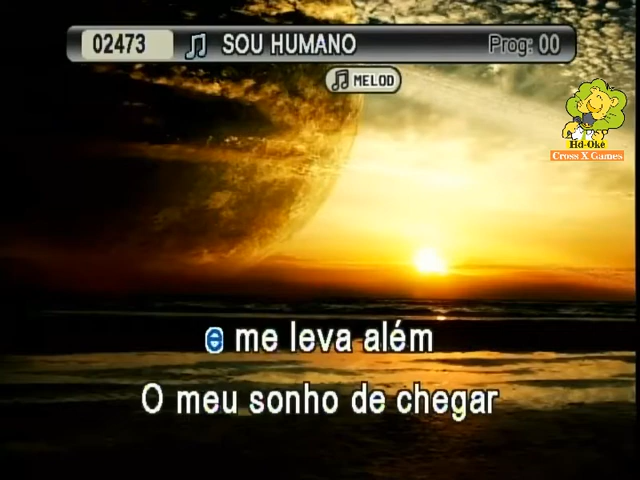 02473 SOU HUMANO Prog: 00
MELOD
Hd-Okê
Cross X Games
e me leva além
O meu sonho de chegar